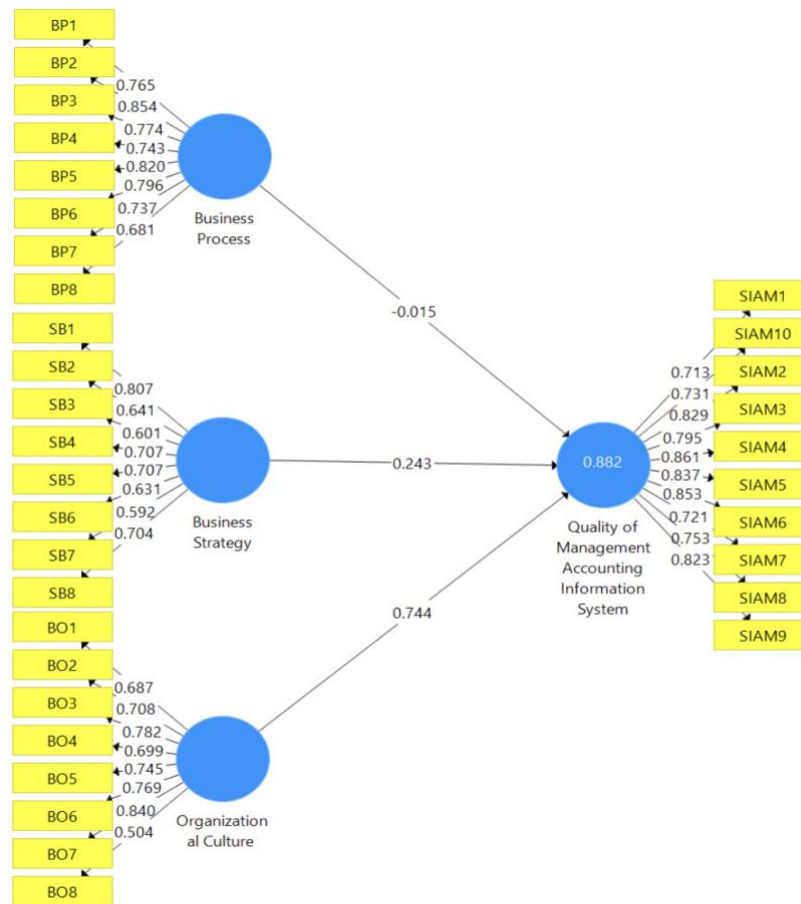 BP1
BP2
BP3
BP4
BP5
BP6
BP7
BP8
0.765
0.854
0.774
0.743
0.820
0.796
0.737
0.681
Business
Process
SB1
SB2
SB3
SB4
SB5
SB6
SB7
SB8
0.807
0.641
0.601
0.707
0.707
0.631
0.592
0.704
Business
Strategy
BO1
BO2
BO3
BO4
BO5
BO6
BO7
BO8
0.687
0.708
0.782
0.699
0.745
0.769
0.840
0.504
Organization
al Culture
-0.015
0.243
0.744
0.882
Quality of
Management
Accounting
Information
System
0.713
0.731
0.829
0.795
0.861
0.837
0.853
0.721
0.753
0.823
SIAM1
SIAM10
SIAM2
SIAM3
SIAM4
SIAM5
SIAM6
SIAM7
SIAM8
SIAM9